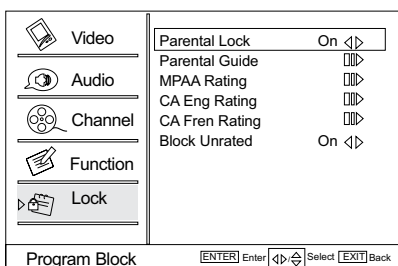 Video
Audio
Channel
Function
Lock
Parental Lock On
Parental Guide
MPAA Rating
CA Eng Rating
CA Fren Rating
Block Unrated On
Program Block
ENTER Enter / Select EXIT Back